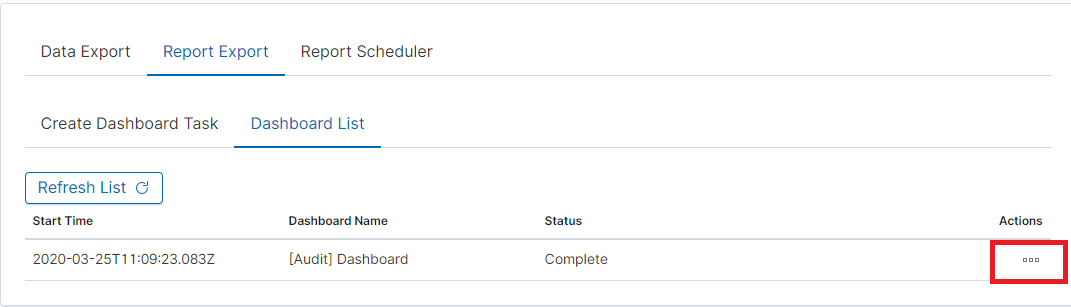 Data Export Report Export Report Scheduler
Create Dashboard Task Dashboard List
Refresh List
Start Time Dashboard Name Status Actions
2020-03-25T11:09:23.083Z [Audit] Dashboard Complete